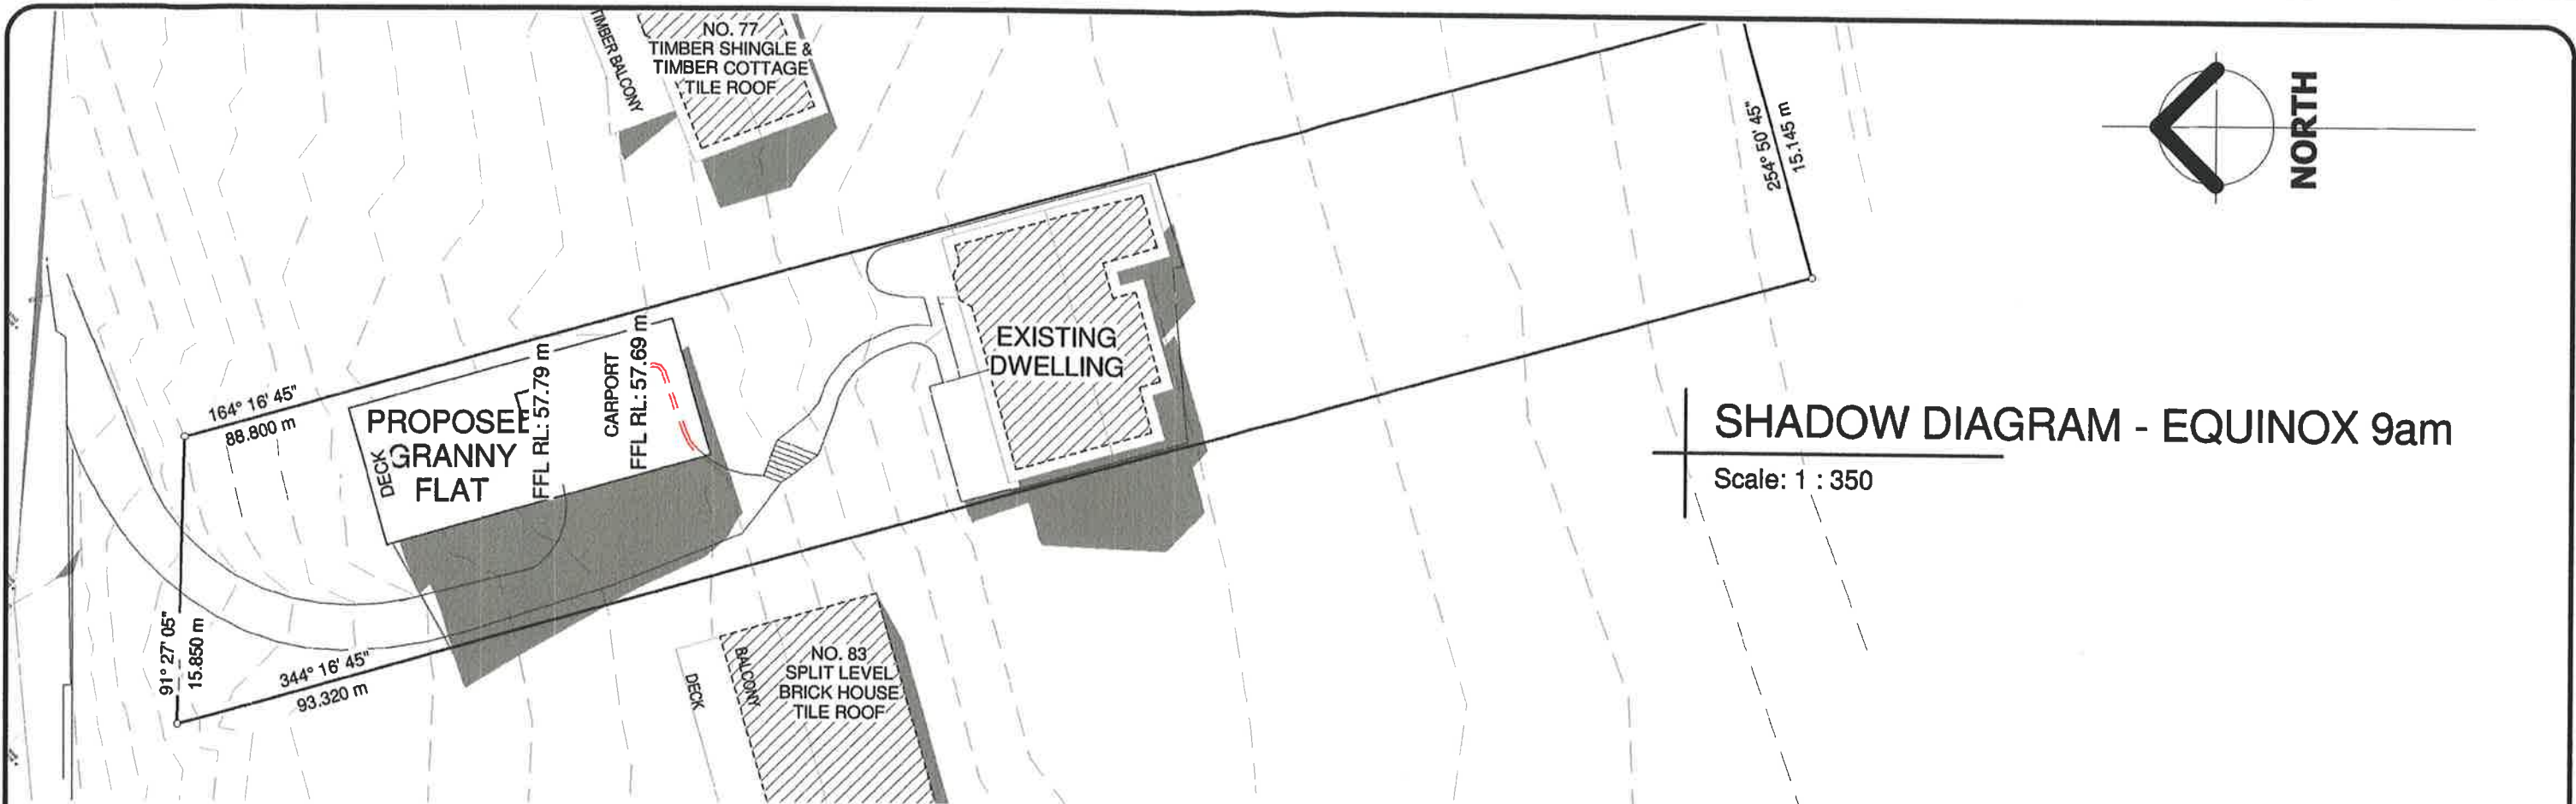 TIMBER BALCONY
NO. 77
TIMBER SHINGLE &
TIMBER COTTAGE
TILE ROOF
254° 50' 45"
15.145 m
NORTH
164° 16' 45"
88.800 m
PROPOSED
GRANNY
FLAT
DECK
FFL RL: 57.79 m
CARPORT
FFL RL: 57.69 m
EXISTING
DWELLING
SHADOW DIAGRAM - EQUINOX 9am
Scale: 1 : 350
91° 27' 05"
15.850 m
344° 16' 45"
93.320 m
DECK
BALCONY
NO. 83
SPLIT LEVEL
BRICK HOUSE
TILE ROOF